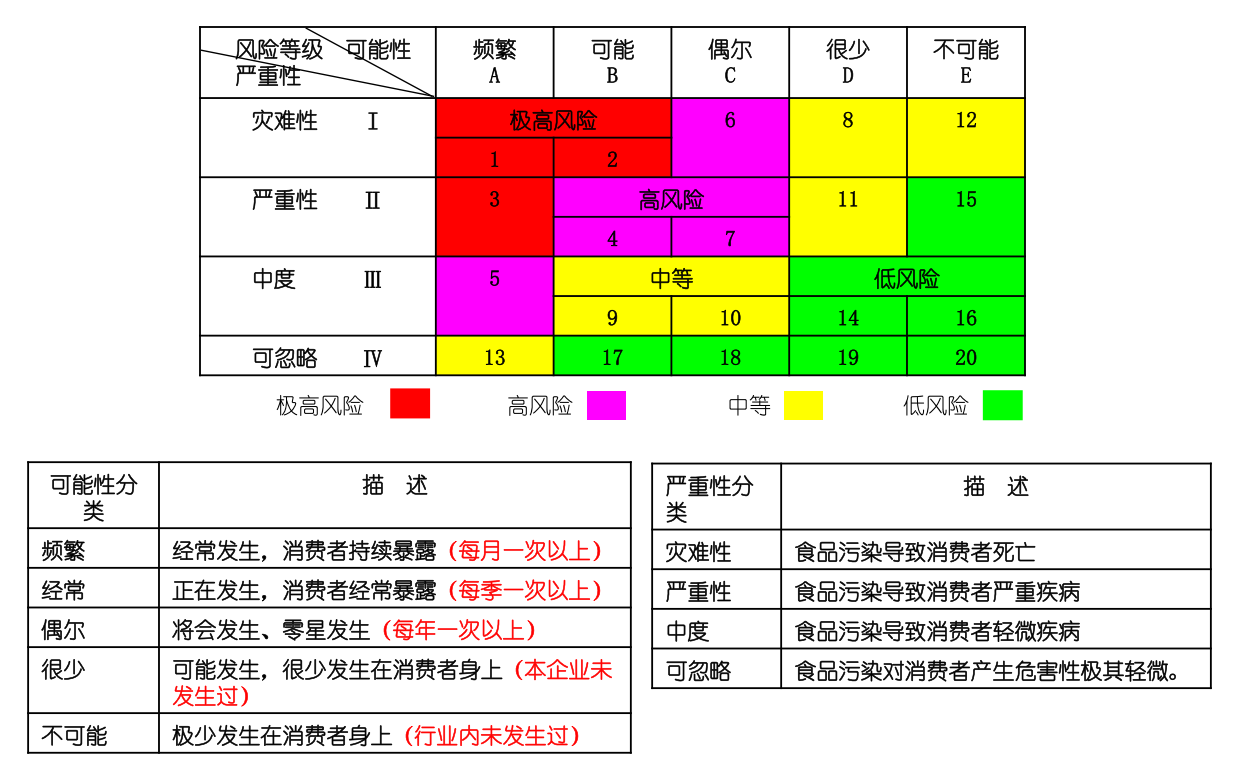 风险等级 可能性
严重性
频繁
A
可能
B
偶尔
C
很少
D
不可能
E
灾难性 Ⅰ
极高风险
6
8
12
1
2
严重性 Ⅱ
3
高风险
11
15
4
7
中度 Ⅲ
5
中等
低风险
9
10
14
16
可忽略 Ⅳ
13
17
18
19
20
极高风险
高风险
中等
低风险
可能性分
类
描 述
频繁
经常发生，消费者持续暴露（每月一次以上）
经常
正在发生，消费者经常暴露（每季一次以上）
偶尔
将会发生、零星发生（每年一次以上）
很少
可能发生，很少发生在消费者身上（本企业未
发生过）
不可能
极少发生在消费者身上（行业内未发生过）
严重性分
类
描 述
灾难性
食品污染导致消费者死亡
严重性
食品污染导致消费者严重疾病
中度
食品污染导致消费者轻微疾病
可忽略
食品污染对消费者产生危害性极其轻微。